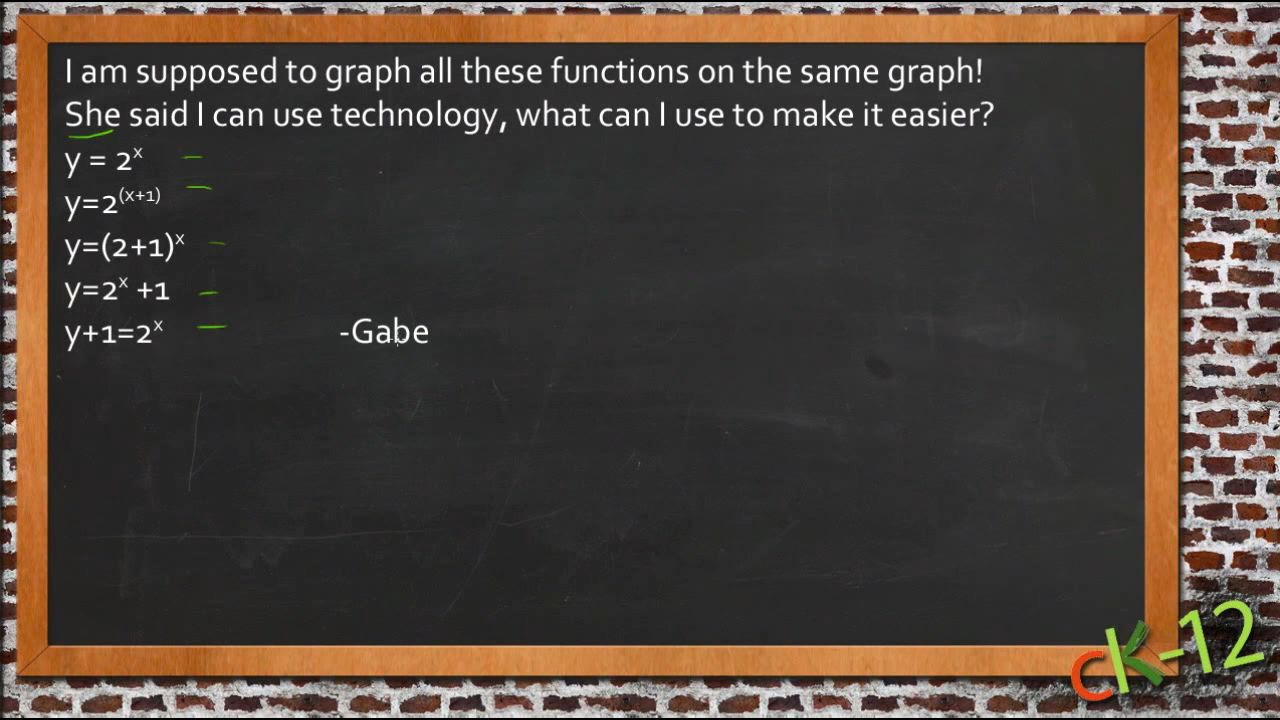 I am supposed to graph all these functions on the same graph!
She said I can use technology, what can I use to make it easier?
y = 2ˣ
y=2⁽ˣ⁺¹⁾
y=(2+1)ˣ
y=2ˣ +1
y+1=2ˣ -Gabe
cK-12